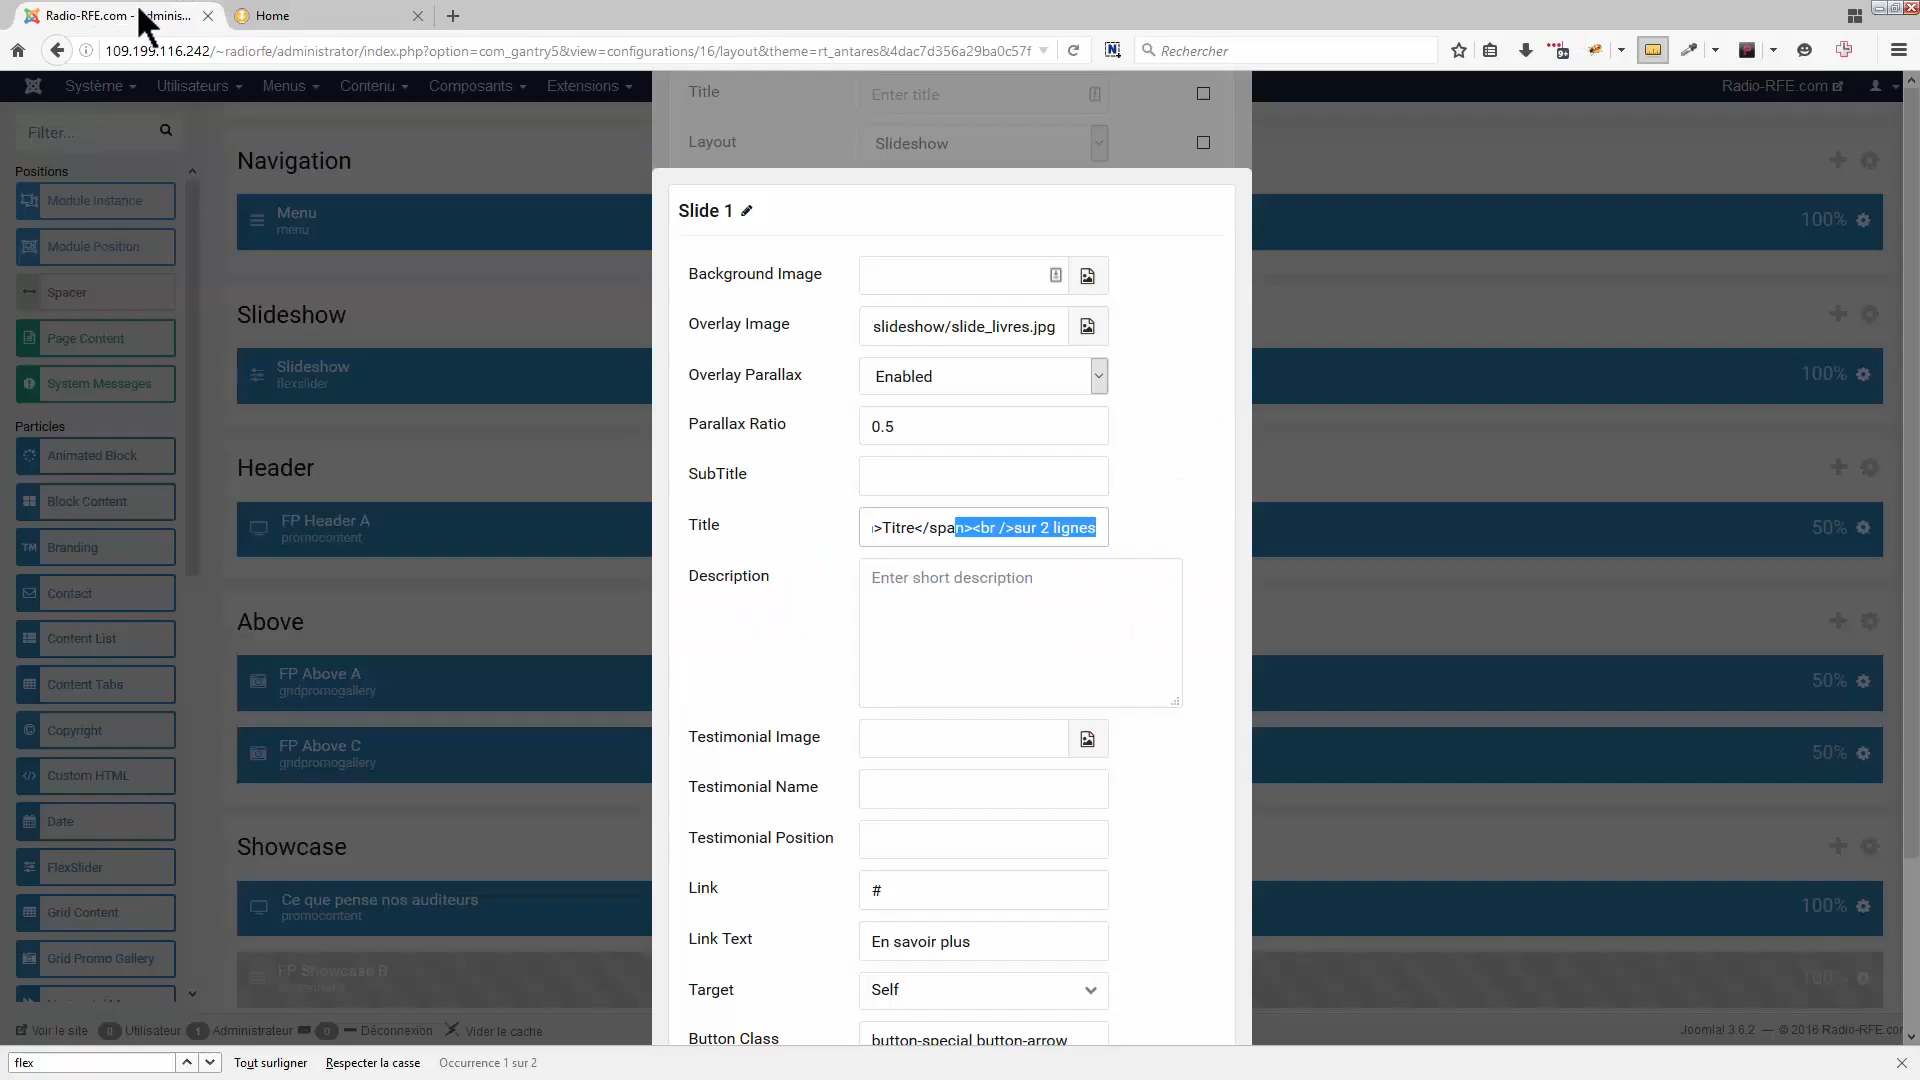 Radio-RFE.com - Adminis...
Home
109.199.116.242/~radiorfe/administrator/index.php?option=com_gantry5&view=configurations/16/layout&theme=rt_antares&4dac7d356a29ba0c57f
Rechercher
Système
Utilisateurs
Menus
Contenu
Composants
Extensions
Radio-RFE.com
Title
Enter title
Layout
Slideshow
Filter...
Positions
Module Instance
Module Position
Spacer
Page Content
System Messages
Particles
Animated Block
Block Content
Branding
Contact
Content List
Content Tabs
Copyright
Custom HTML
Date
FlexSlider
Grid Content
Grid Promo Gallery
Navigation
Menu
menu
100%
Slideshow
Slideshow
flexslider
100%
Header
FP Header A
promocontent
50%
Above
FP Above A
gridpromogallery
50%
FP Above C
gridpromogallery
50%
Showcase
Ce que pense nos auditeurs
promocontent
100%
FP Showcase B
100%
Slide 1
Background Image
Overlay Image
slideshow/slide_livres.jpg
Overlay Parallax
Enabled
Parallax Ratio
0.5
SubTitle
Title
>Titre</span><br />sur 2 lignes
Description
Enter short description
Testimonial Image
Testimonial Name
Testimonial Position
Link
#
Link Text
En savoir plus
Target
Self
Button Class
button-special button-arrow
Voir le site
0 Utilisateur
1 Administrateur
0
Déconnexion
Vider le cache
Joomla! 3.6.2 — © 2016 Radio-RFE.com
flex
Tout surligner
Respecter la casse
Occurrence 1 sur 2